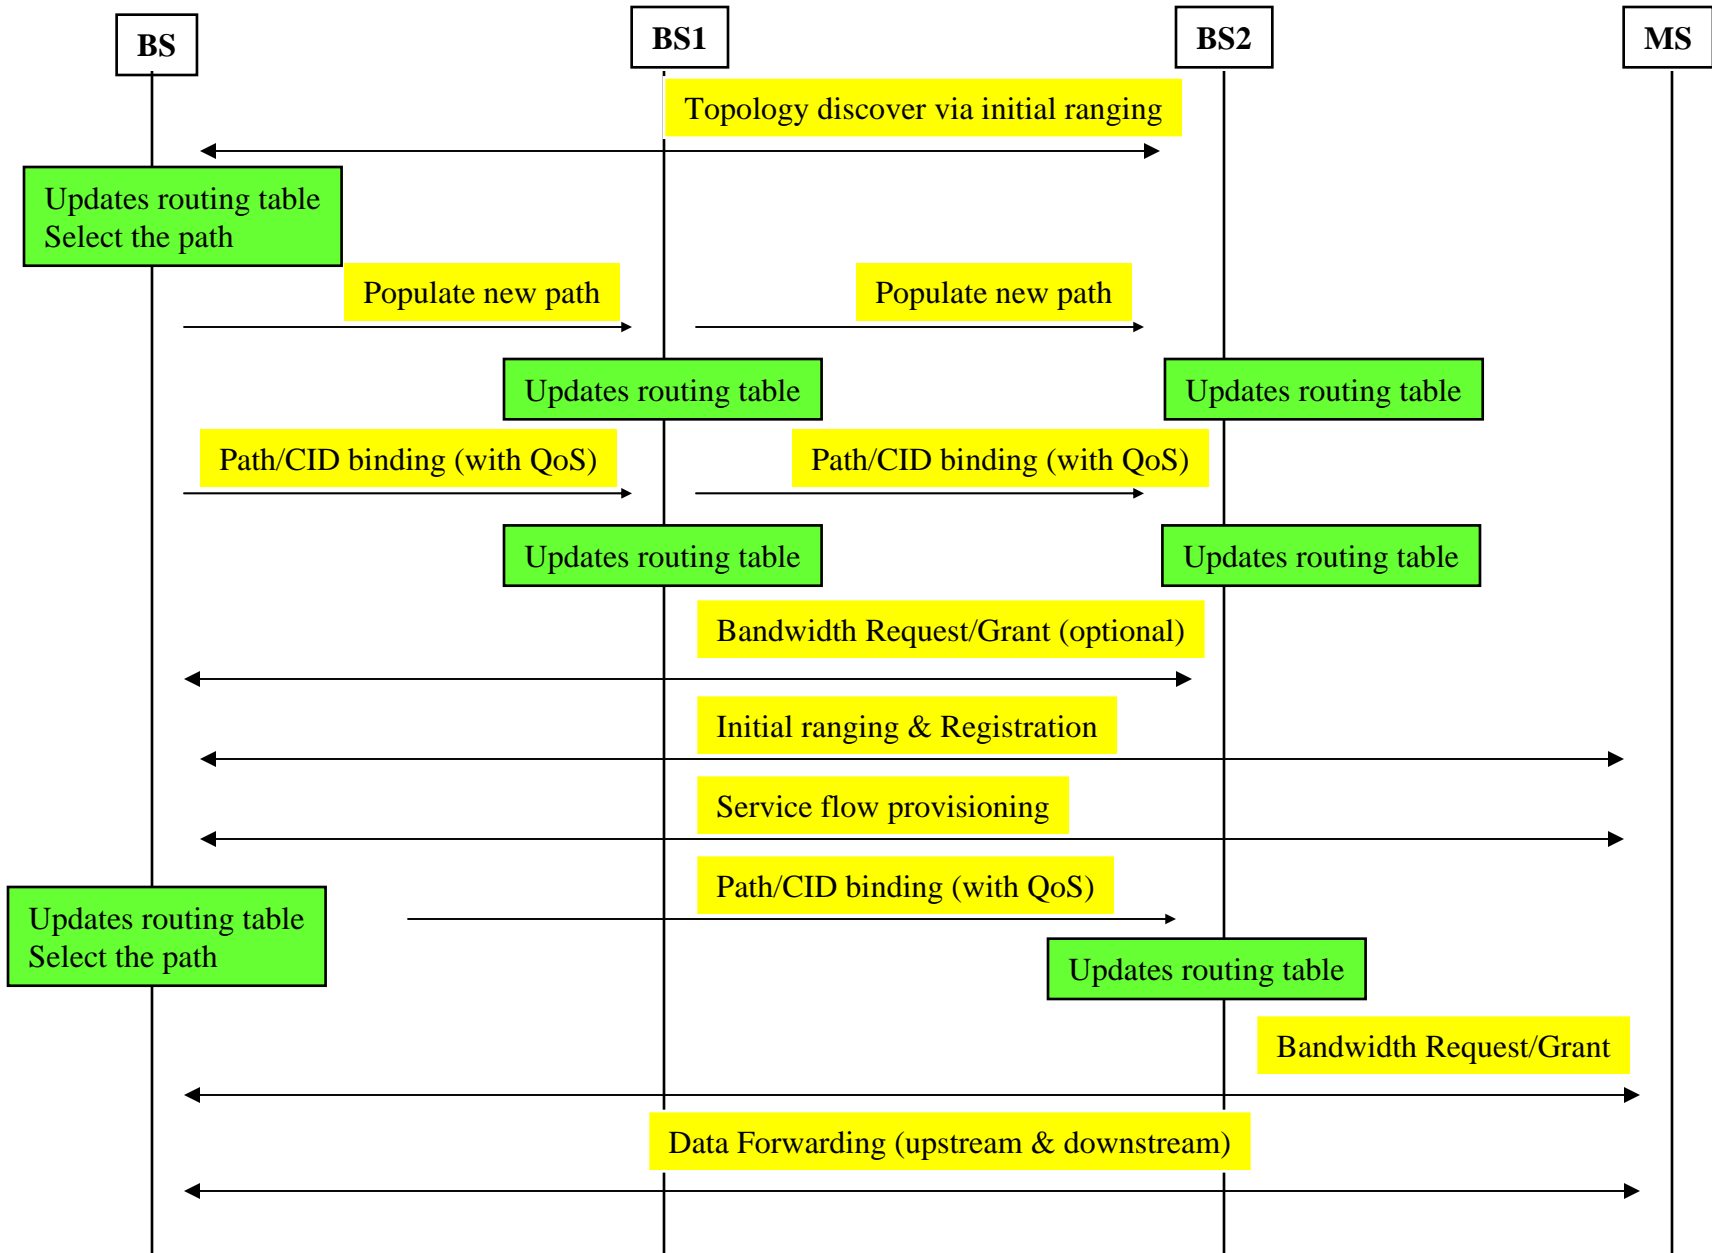 BS
BS1
BS2
MS
Topology discover via initial ranging
Updates routing table
Select the path
Populate new path
Populate new path
Updates routing table
Updates routing table
Path/CID binding (with QoS)
Path/CID binding (with QoS)
Updates routing table
Updates routing table
Bandwidth Request/Grant (optional)
Initial ranging & Registration
Service flow provisioning
Path/CID binding (with QoS)
Updates routing table
Select the path
Updates routing table
Bandwidth Request/Grant
Data Forwarding (upstream & downstream)